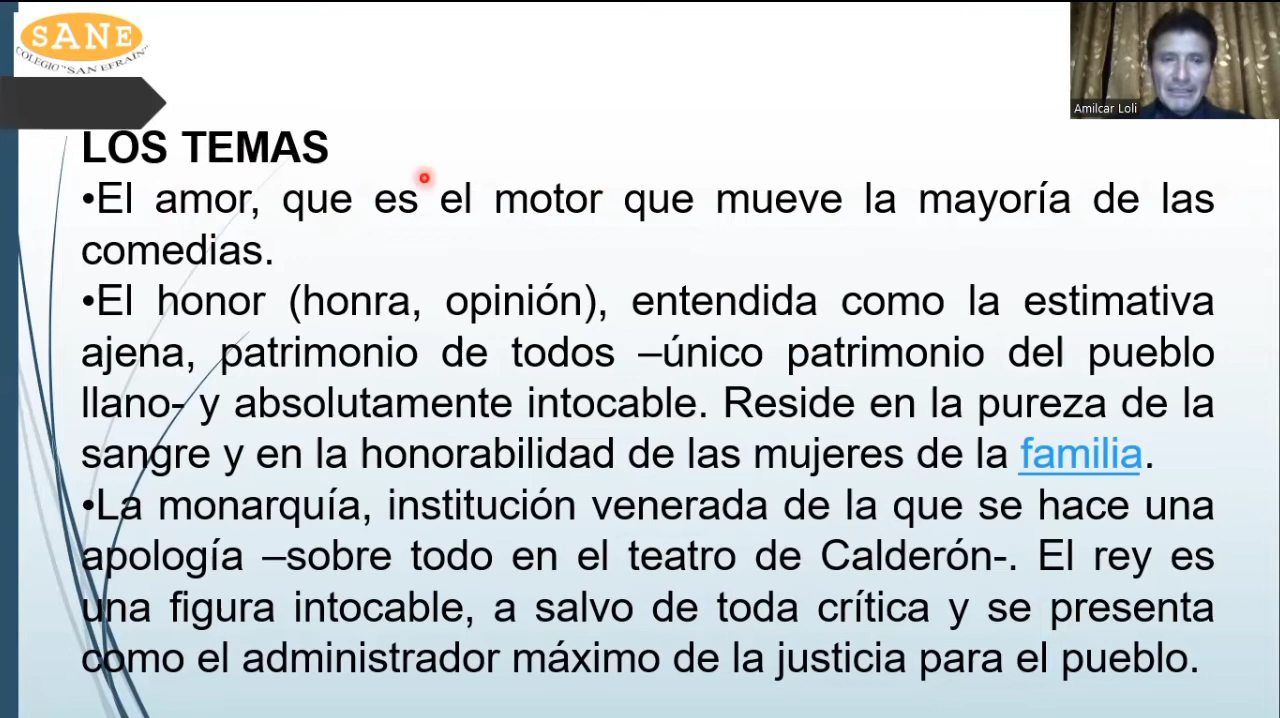 SANE
COLEGIO "SAN EFRAÍN"
Amilcar Loli
LOS TEMAS
•El amor, que es el motor que mueve la mayoría de las
comedias.
•El honor (honra, opinión), entendida como la estimativa
ajena, patrimonio de todos –único patrimonio del pueblo
llano- y absolutamente intocable. Reside en la pureza de la
sangre y en la honorabilidad de las mujeres de la familia.
•La monarquía, institución venerada de la que se hace una
apología –sobre todo en el teatro de Calderón-. El rey es
una figura intocable, a salvo de toda crítica y se presenta
como el administrador máximo de la justicia para el pueblo.